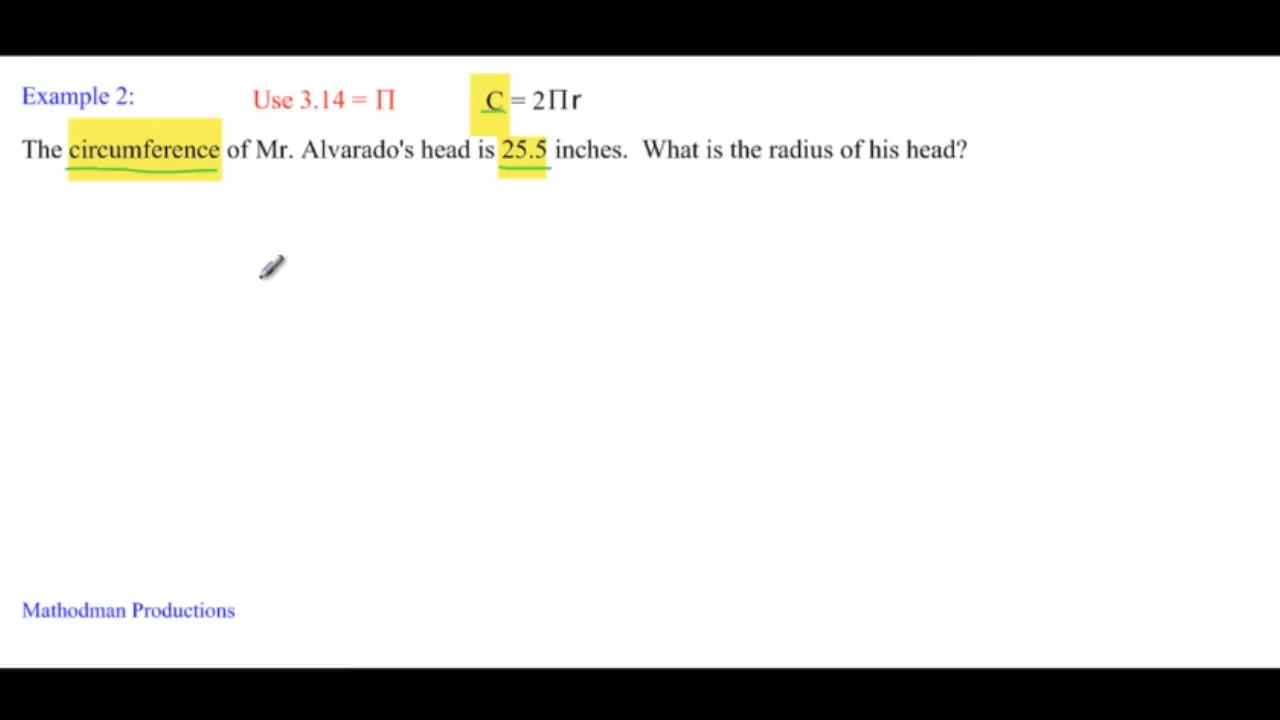 Example 2: Use 3.14 = Π C = 2Πr
The circumference of Mr. Alvarado's head is 25.5 inches. What is the radius of his head?
Mathodman Productions